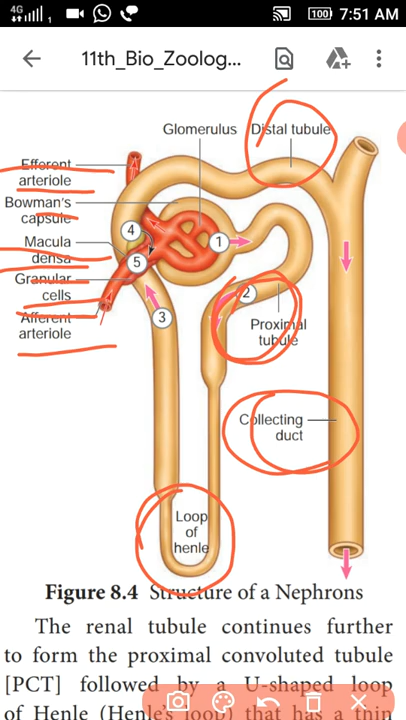 4G 1 100 7:51 AM
11th_Bio_Zoolog...
Glomerulus Distal tubule
Efferent
arteriole
Bowman's
capsule
Macula
densa
Granular
cells
Afferent
arteriole
4
1
5
2
3
Proximal
tubule
Collecting
duct
Loop
of
henle
Figure 8.4 Structure of a Nephrons
The renal tubule continues further
to form the proximal convoluted tubule
[PCT] followed by a U-shaped loop
of Henle (Henle's loop) that has a thin